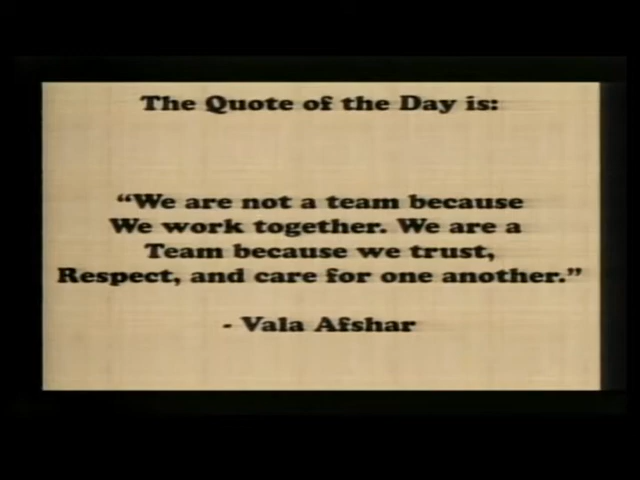 The Quote of the Day is:
“We are not a team because
We work together. We are a
Team because we trust,
Respect, and care for one another.”
- Vala Afshar